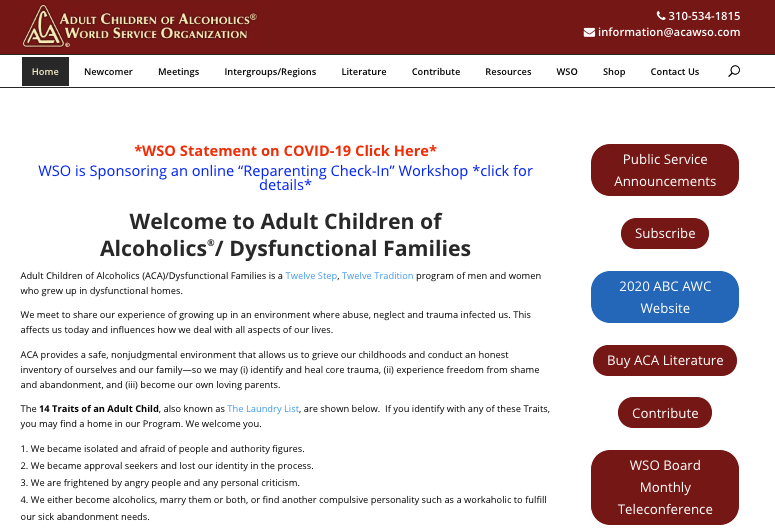 ADULT CHILDREN OF ALCOHOLICS®
WORLD SERVICE ORGANIZATION
310-534-1815
information@acawso.com
Home Newcomer Meetings Intergroups/Regions Literature Contribute Resources WSO Shop Contact Us
*WSO Statement on COVID-19 Click Here*
WSO is Sponsoring an online “Reparenting Check-In” Workshop *click for
details*
Welcome to Adult Children of
Alcoholics®/ Dysfunctional Families
Adult Children of Alcoholics (ACA)/Dysfunctional Families is a Twelve Step, Twelve Tradition program of men and women
who grew up in dysfunctional homes.
We meet to share our experience of growing up in an environment where abuse, neglect and trauma infected us. This
affects us today and influences how we deal with all aspects of our lives.
ACA provides a safe, nonjudgmental environment that allows us to grieve our childhoods and conduct an honest
inventory of ourselves and our family—so we may (i) identify and heal core trauma, (ii) experience freedom from shame
and abandonment, and (iii) become our own loving parents.
The 14 Traits of an Adult Child, also known as The Laundry List, are shown below. If you identify with any of these Traits,
you may find a home in our Program. We welcome you.
1. We became isolated and afraid of people and authority figures.
2. We became approval seekers and lost our identity in the process.
3. We are frightened by angry people and any personal criticism.
4. We either become alcoholics, marry them or both, or find another compulsive personality such as a workaholic to fulfill
our sick abandonment needs.
Public Service
Announcements
Subscribe
2020 ABC AWC
Website
Buy ACA Literature
Contribute
WSO Board
Monthly
Teleconference